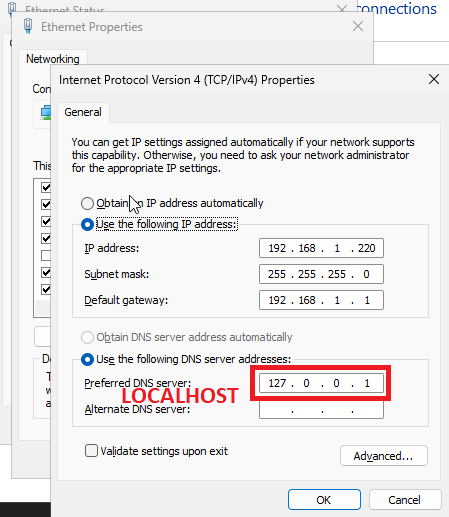 Ethernet Status
connections
Ethernet Properties
Networking
Internet Protocol Version 4 (TCP/IPv4) Properties
General
You can get IP settings assigned automatically if your network supports
this capability. Otherwise, you need to ask your network administrator
for the appropriate IP settings.
Obtain an IP address automatically
Use the following IP address:
IP address: 192 . 168 . 1 . 220
Subnet mask: 255 . 255 . 255 . 0
Default gateway: 192 . 168 . 1 . 1
Obtain DNS server address automatically
Use the following DNS server addresses:
Preferred DNS server: 127 . 0 . 0 . 1
LOCALHOST
Alternate DNS server: . . .
Validate settings upon exit
Advanced...
OK Cancel